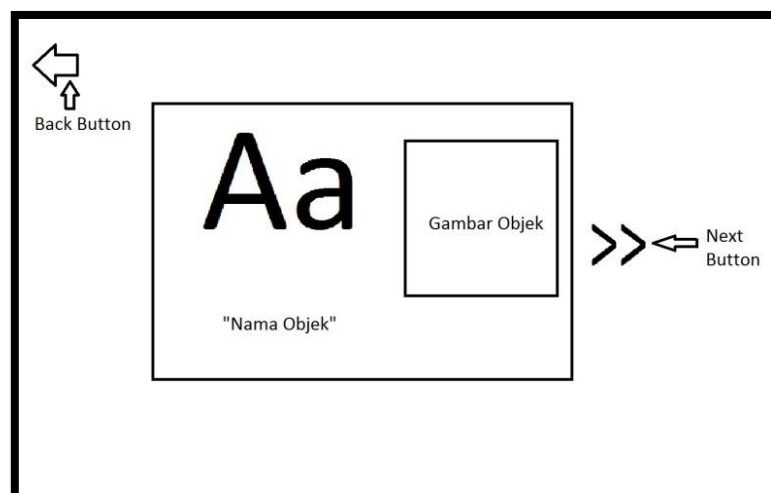 Back Button
Aa
Gambar Objek
>>
Next
Button
"Nama Objek"